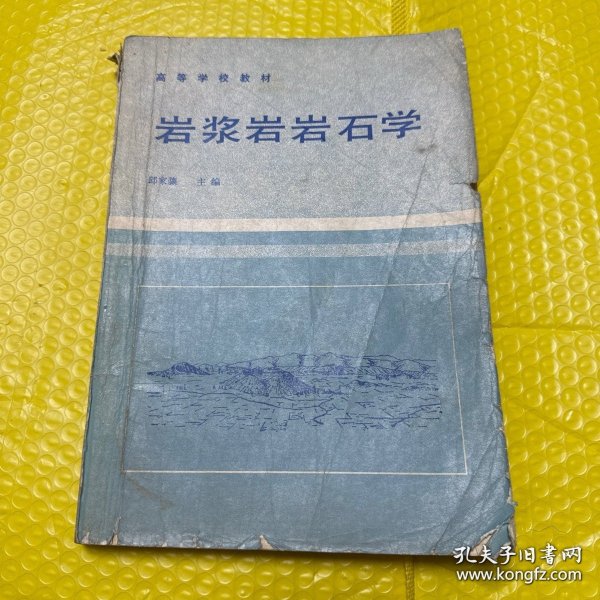 高等学校教材
岩浆岩岩石学
邱家骧 主编
孔夫子旧书网
www.kongfz.com